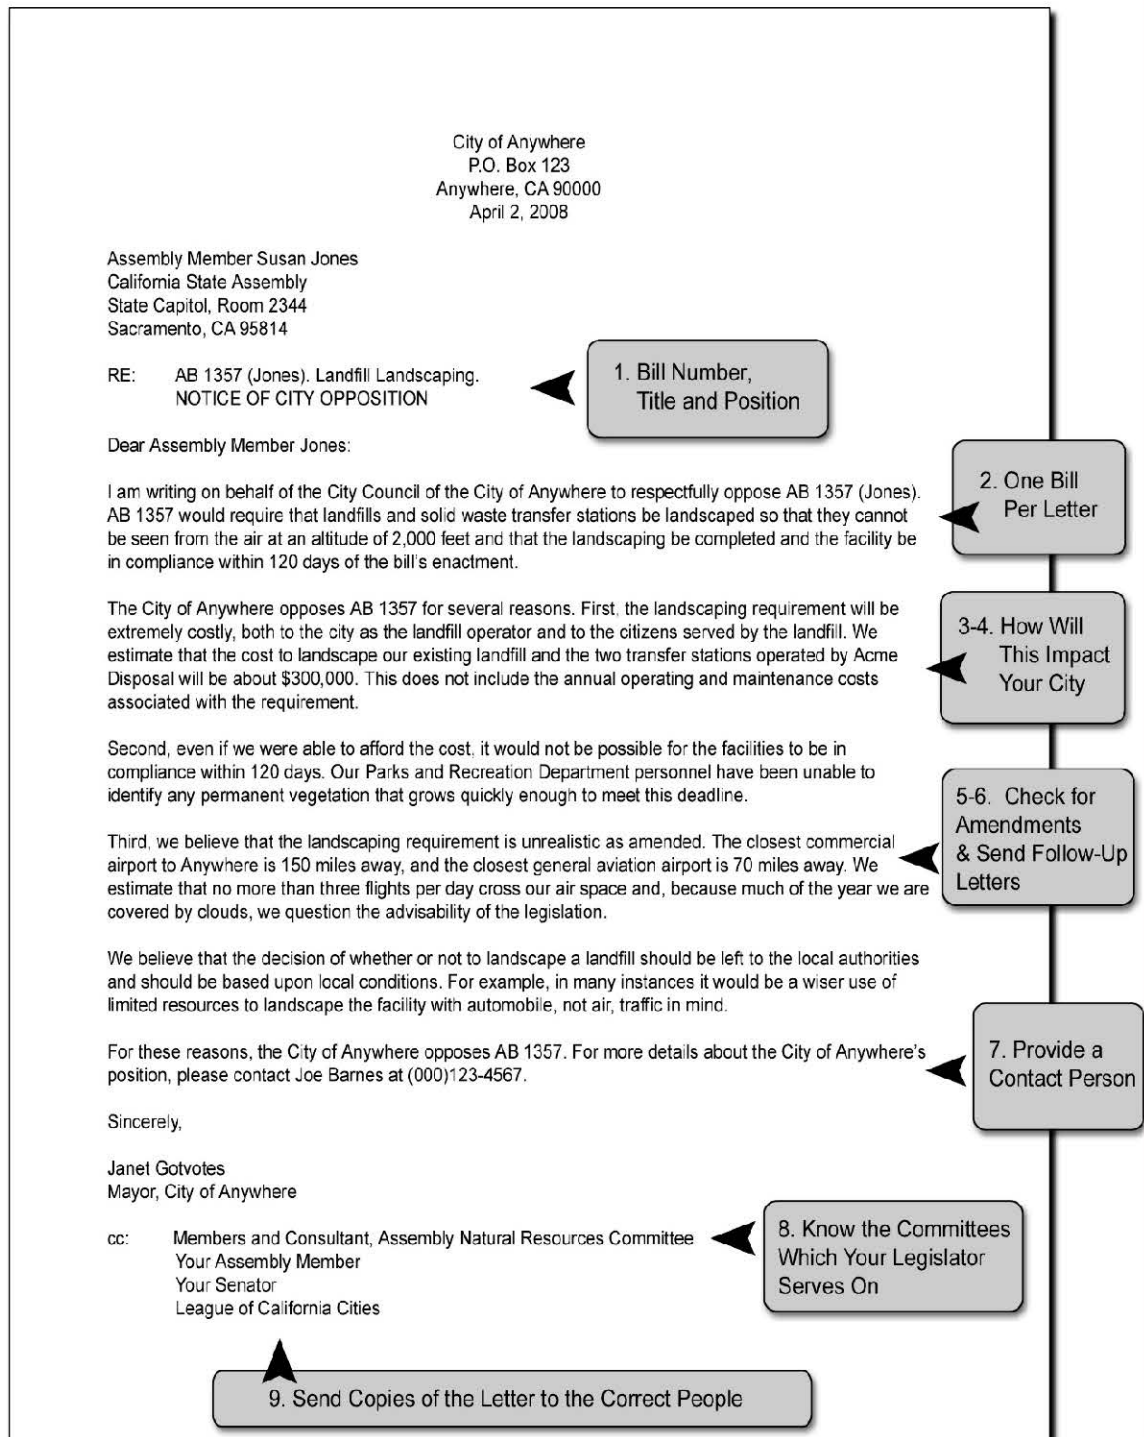 City of Anywhere
P.O. Box 123
Anywhere, CA 90000
April 2, 2008
Assembly Member Susan Jones
California State Assembly
State Capitol, Room 2344
Sacramento, CA 95814
RE: AB 1357 (Jones). Landfill Landscaping.
NOTICE OF CITY OPPOSITION
1. Bill Number,
Title and Position
Dear Assembly Member Jones:
I am writing on behalf of the City Council of the City of Anywhere to respectfully oppose AB 1357 (Jones).
AB 1357 would require that landfills and solid waste transfer stations be landscaped so that they cannot
be seen from the air at an altitude of 2,000 feet and that the landscaping be completed and the facility be
in compliance within 120 days of the bill's enactment.
2. One Bill
Per Letter
The City of Anywhere opposes AB 1357 for several reasons. First, the landscaping requirement will be
extremely costly, both to the city as the landfill operator and to the citizens served by the landfill. We
estimate that the cost to landscape our existing landfill and the two transfer stations operated by Acme
Disposal will be about $300,000. This does not include the annual operating and maintenance costs
associated with the requirement.
3-4. How Will
This Impact
Your City
Second, even if we were able to afford the cost, it would not be possible for the facilities to be in
compliance within 120 days. Our Parks and Recreation Department personnel have been unable to
identify any permanent vegetation that grows quickly enough to meet this deadline.
Third, we believe that the landscaping requirement is unrealistic as amended. The closest commercial
airport to Anywhere is 150 miles away, and the closest general aviation airport is 70 miles away. We
estimate that no more than three flights per day cross our air space and, because much of the year we are
covered by clouds, we question the advisability of the legislation.
5-6. Check for
Amendments
& Send Follow-Up
Letters
We believe that the decision of whether or not to landscape a landfill should be left to the local authorities
and should be based upon local conditions. For example, in many instances it would be a wiser use of
limited resources to landscape the facility with automobile, not air, traffic in mind.
For these reasons, the City of Anywhere opposes AB 1357. For more details about the City of Anywhere's
position, please contact Joe Barnes at (000)123-4567.
7. Provide a
Contact Person
Sincerely,
Janet Gotvotes
Mayor, City of Anywhere
cc: Members and Consultant, Assembly Natural Resources Committee
Your Assembly Member
Your Senator
League of California Cities
8. Know the Committees
Which Your Legislator
Serves On
9. Send Copies of the Letter to the Correct People